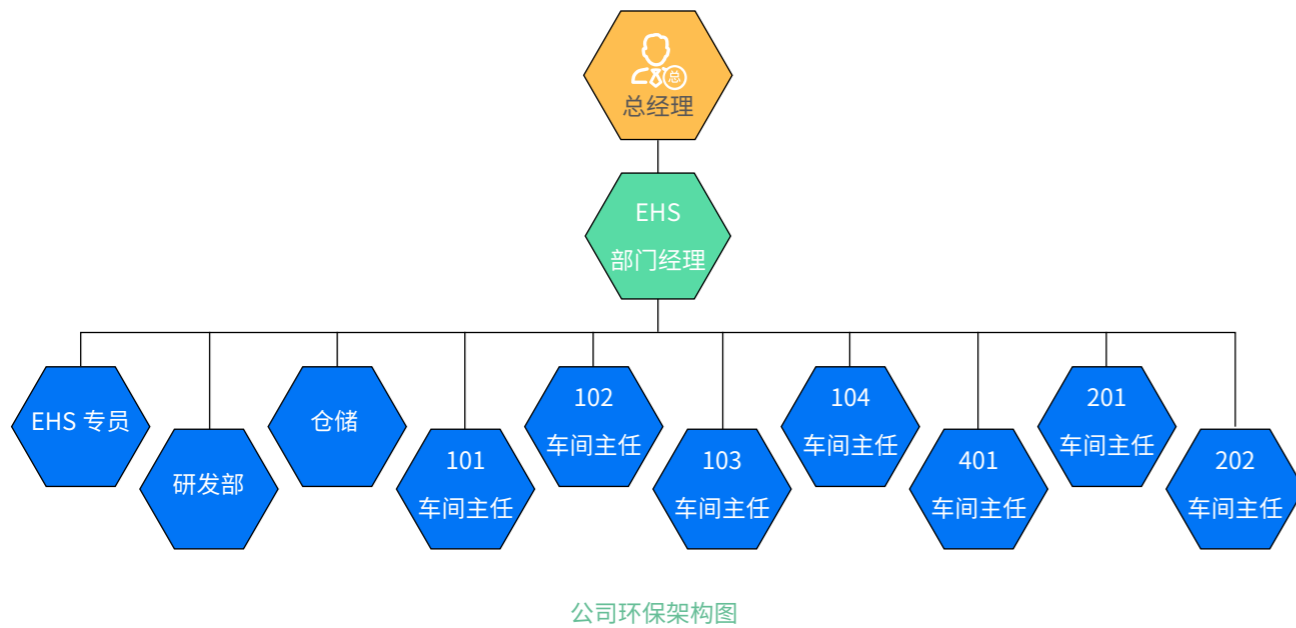 总
总经理
EHS
部门经理
EHS 专员
研发部
仓储
101
车间主任
102
车间主任
103
车间主任
104
车间主任
401
车间主任
201
车间主任
202
车间主任
公司环保架构图